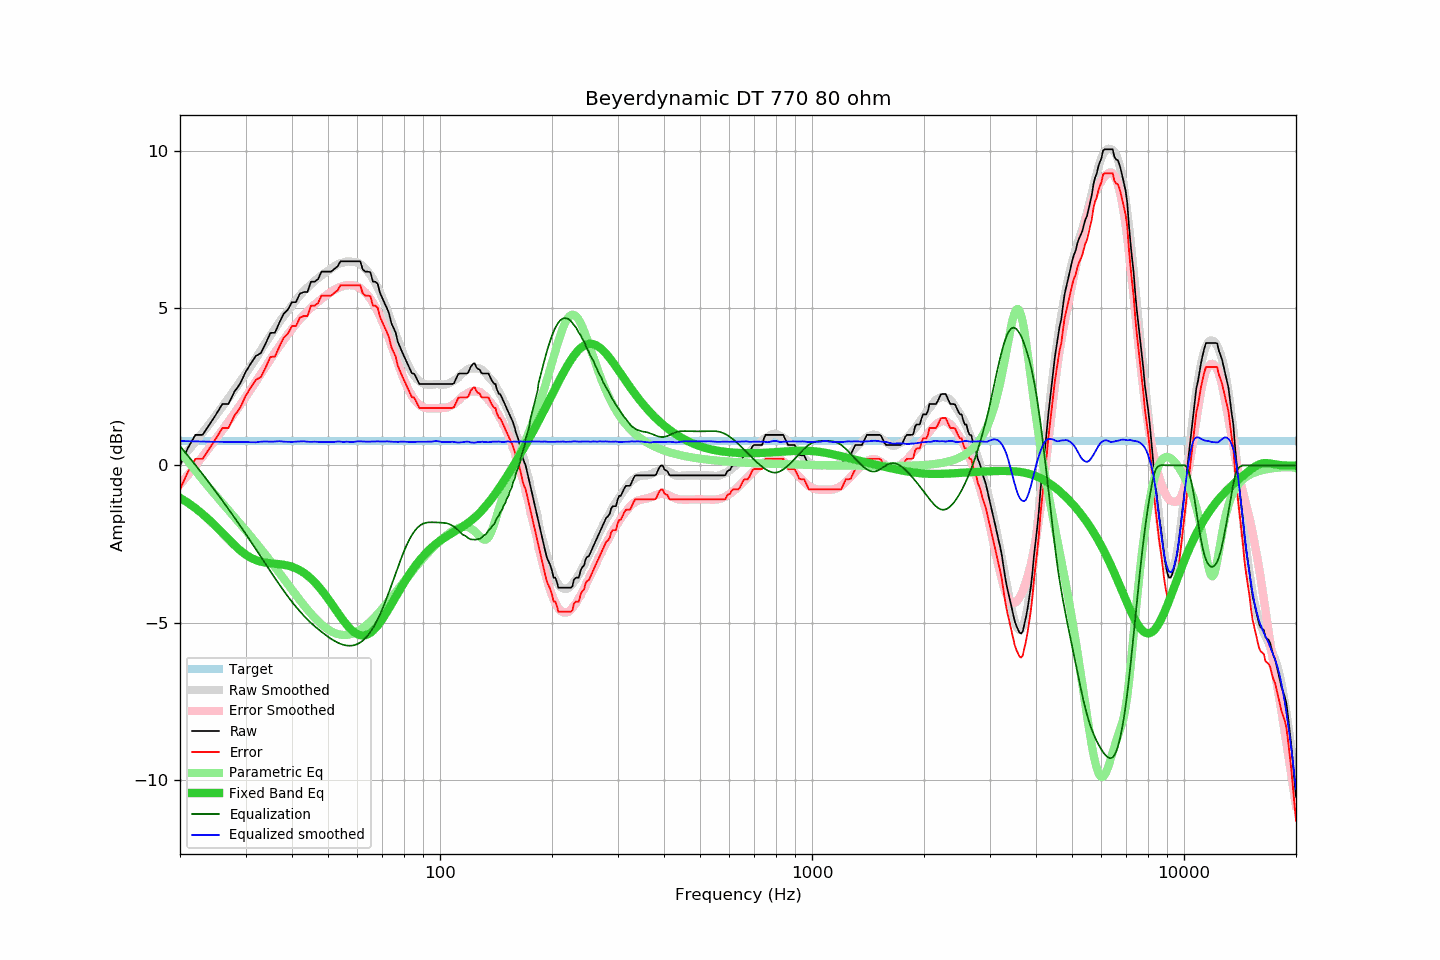 Beyerdynamic DT 770 80 ohm
10
5
0
−5
−10
Amplitude (dBr)
Target
Raw Smoothed
Error Smoothed
Raw
Error
Parametric Eq
Fixed Band Eq
Equalization
Equalized smoothed
100 1000 10000
Frequency (Hz)